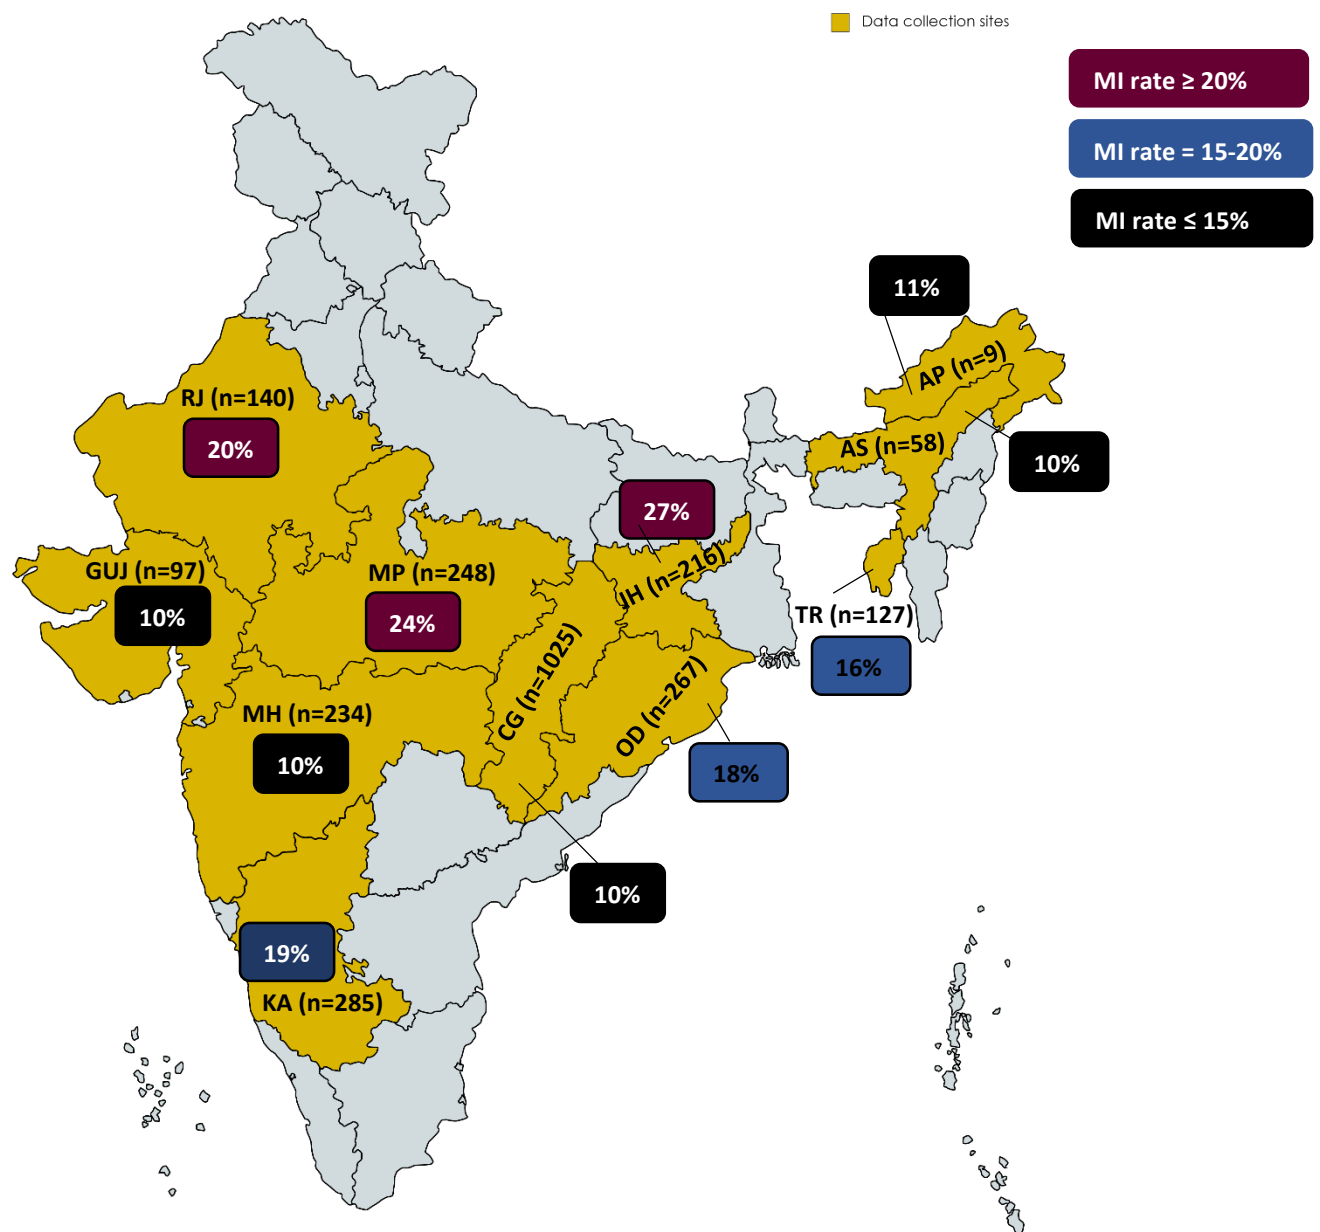 Data collection sites
MI rate ≥ 20%
MI rate = 15-20%
MI rate ≤ 15%
11%
AP (n=9)
RJ (n=140)
20%
AS (n=58)
10%
27%
JH (n=216)
GUJ (n=97)
10%
MP (n=248)
24%
TR (n=127)
16%
CG (n=1025)
OD (n=267)
MH (n=234)
10%
18%
10%
19%
KA (n=285)